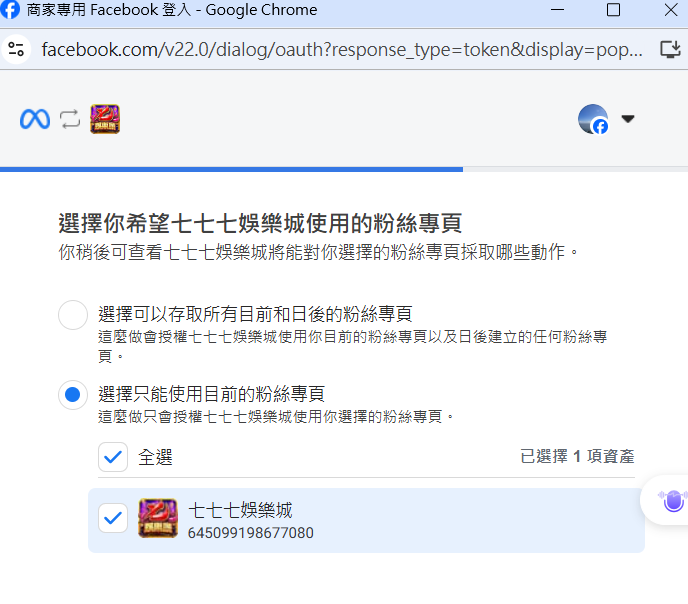 商家專用 Facebook 登入 - Google Chrome
facebook.com/v22.0/dialog/oauth?response_type=token&display=pop...
選擇你希望七七七娛樂城使用的粉絲專頁
你稍後可查看七七七娛樂城將能對你選擇的粉絲專頁採取哪些動作。
選擇可以存取所有目前和日後的粉絲專頁
這麼做會授權七七七娛樂城使用你目前的粉絲專頁以及日後建立的任何粉絲專
頁。
選擇只能使用目前的粉絲專頁
這麼做只會授權七七七娛樂城使用你選擇的粉絲專頁。
全選 已選擇 1 項資產
七七七娛樂城
645099198677080